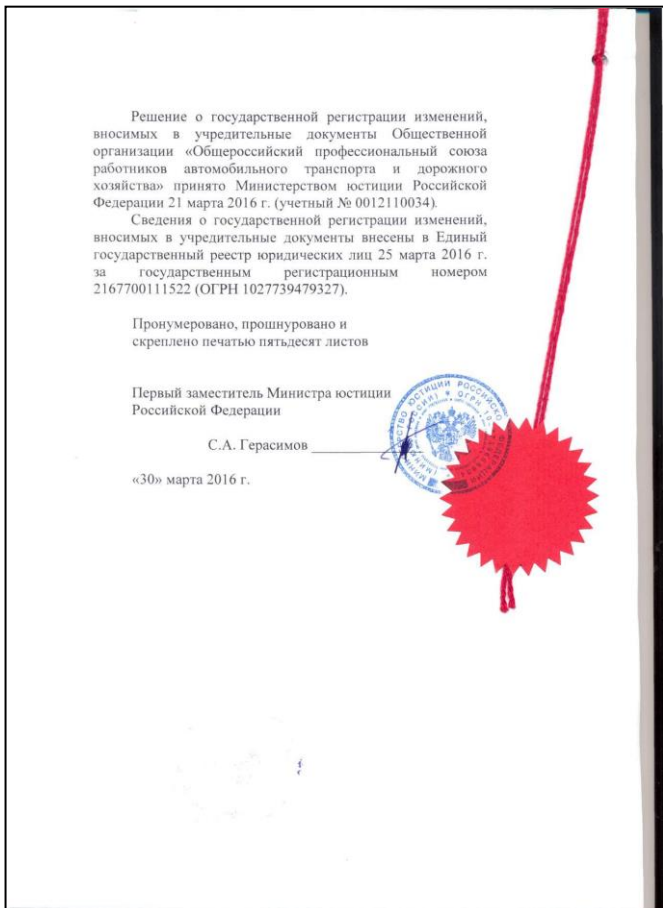 Решение о государственной регистрации изменений,
вносимых в учредительные документы Общественной
организации «Общероссийский профессиональный союза
работников автомобильного транспорта и дорожного
хозяйства» принято Министерством юстиции Российской
Федерации 21 марта 2016 г. (учетный № 0012110034).
Сведения о государственной регистрации изменений,
вносимых в учредительные документы внесены в Единый
государственный реестр юридических лиц 25 марта 2016 г.
за государственным регистрационным номером
2167700111522 (ОГРН 1027739479327).
Пронумеровано, прошнуровано и
скреплено печатью пятьдесят листов
Первый заместитель Министра юстиции
Российской Федерации
С.А. Герасимов
«30» марта 2016 г.